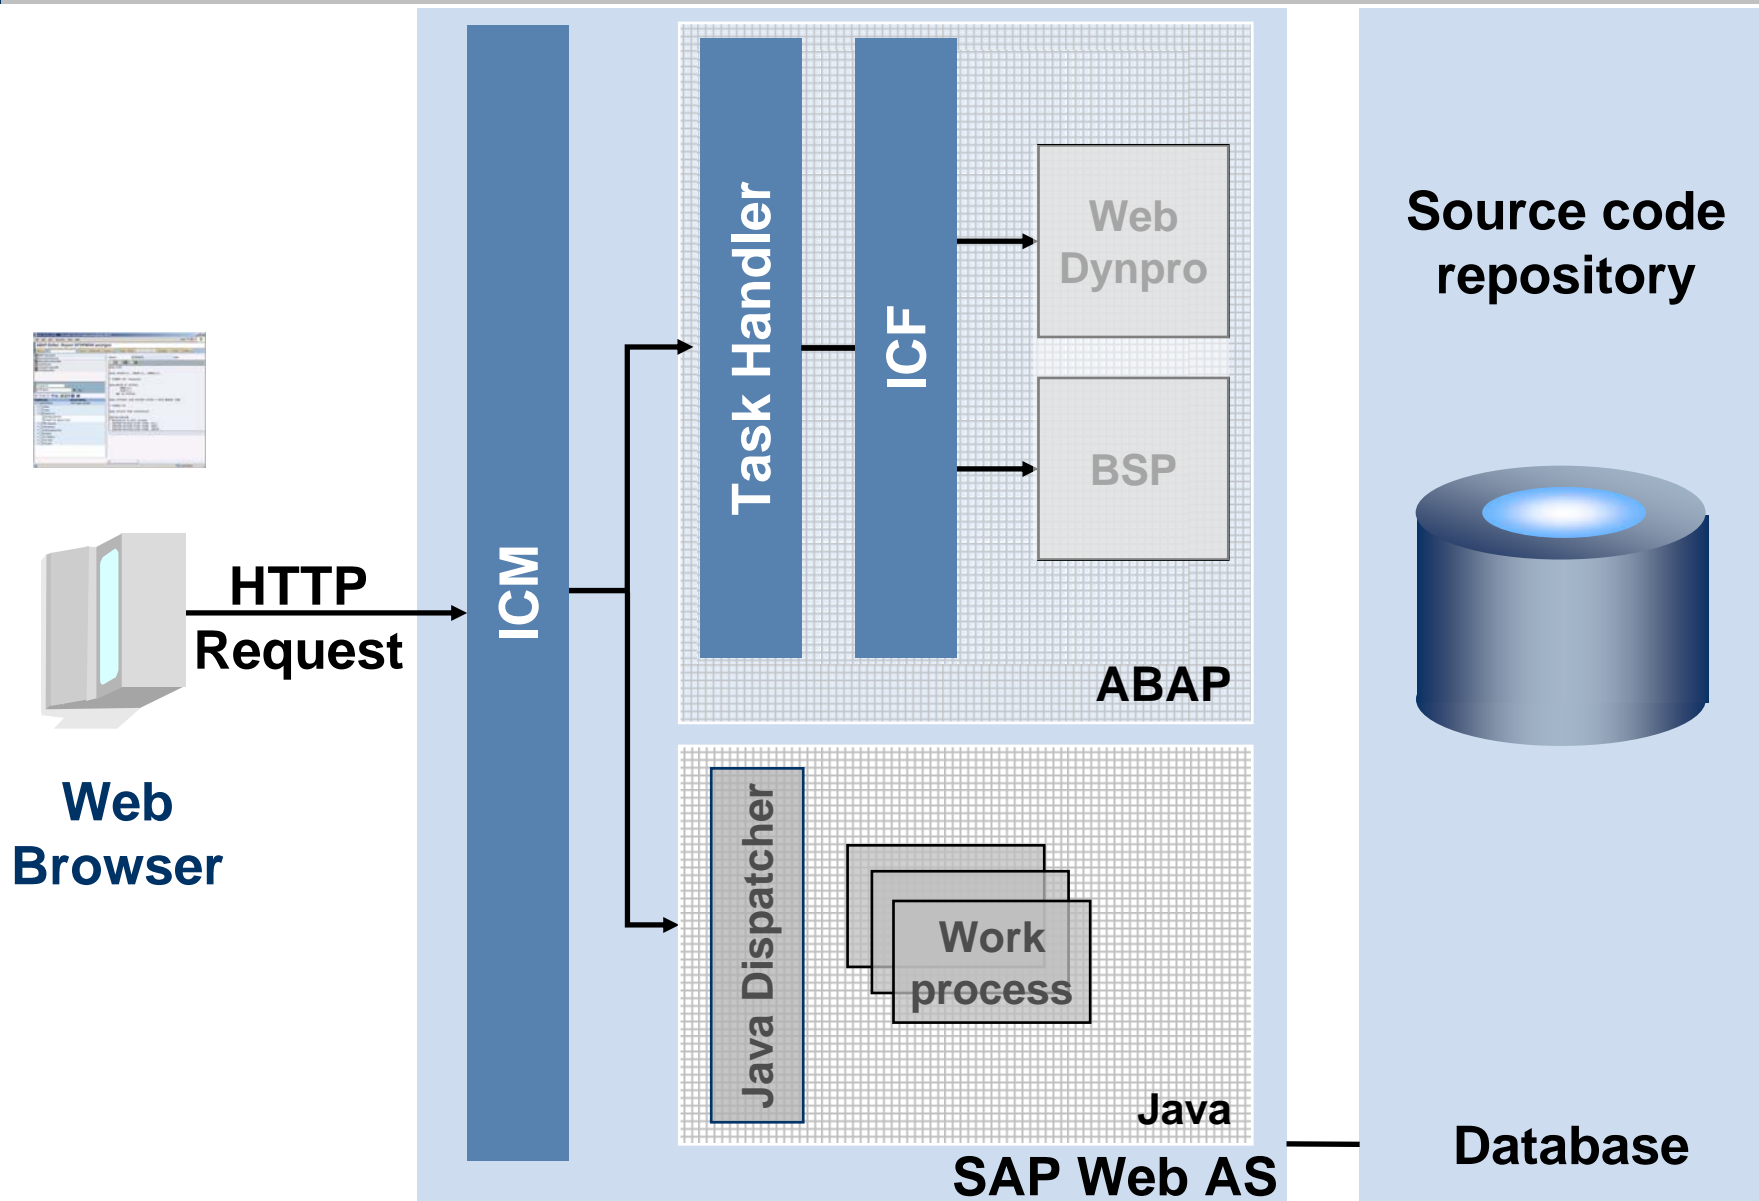 HTTP
Request
Web
Browser
ICM
Task Handler
ICF
Web
Dynpro
BSP
ABAP
Java Dispatcher
Work
process
Java
SAP Web AS
Source code
repository
Database